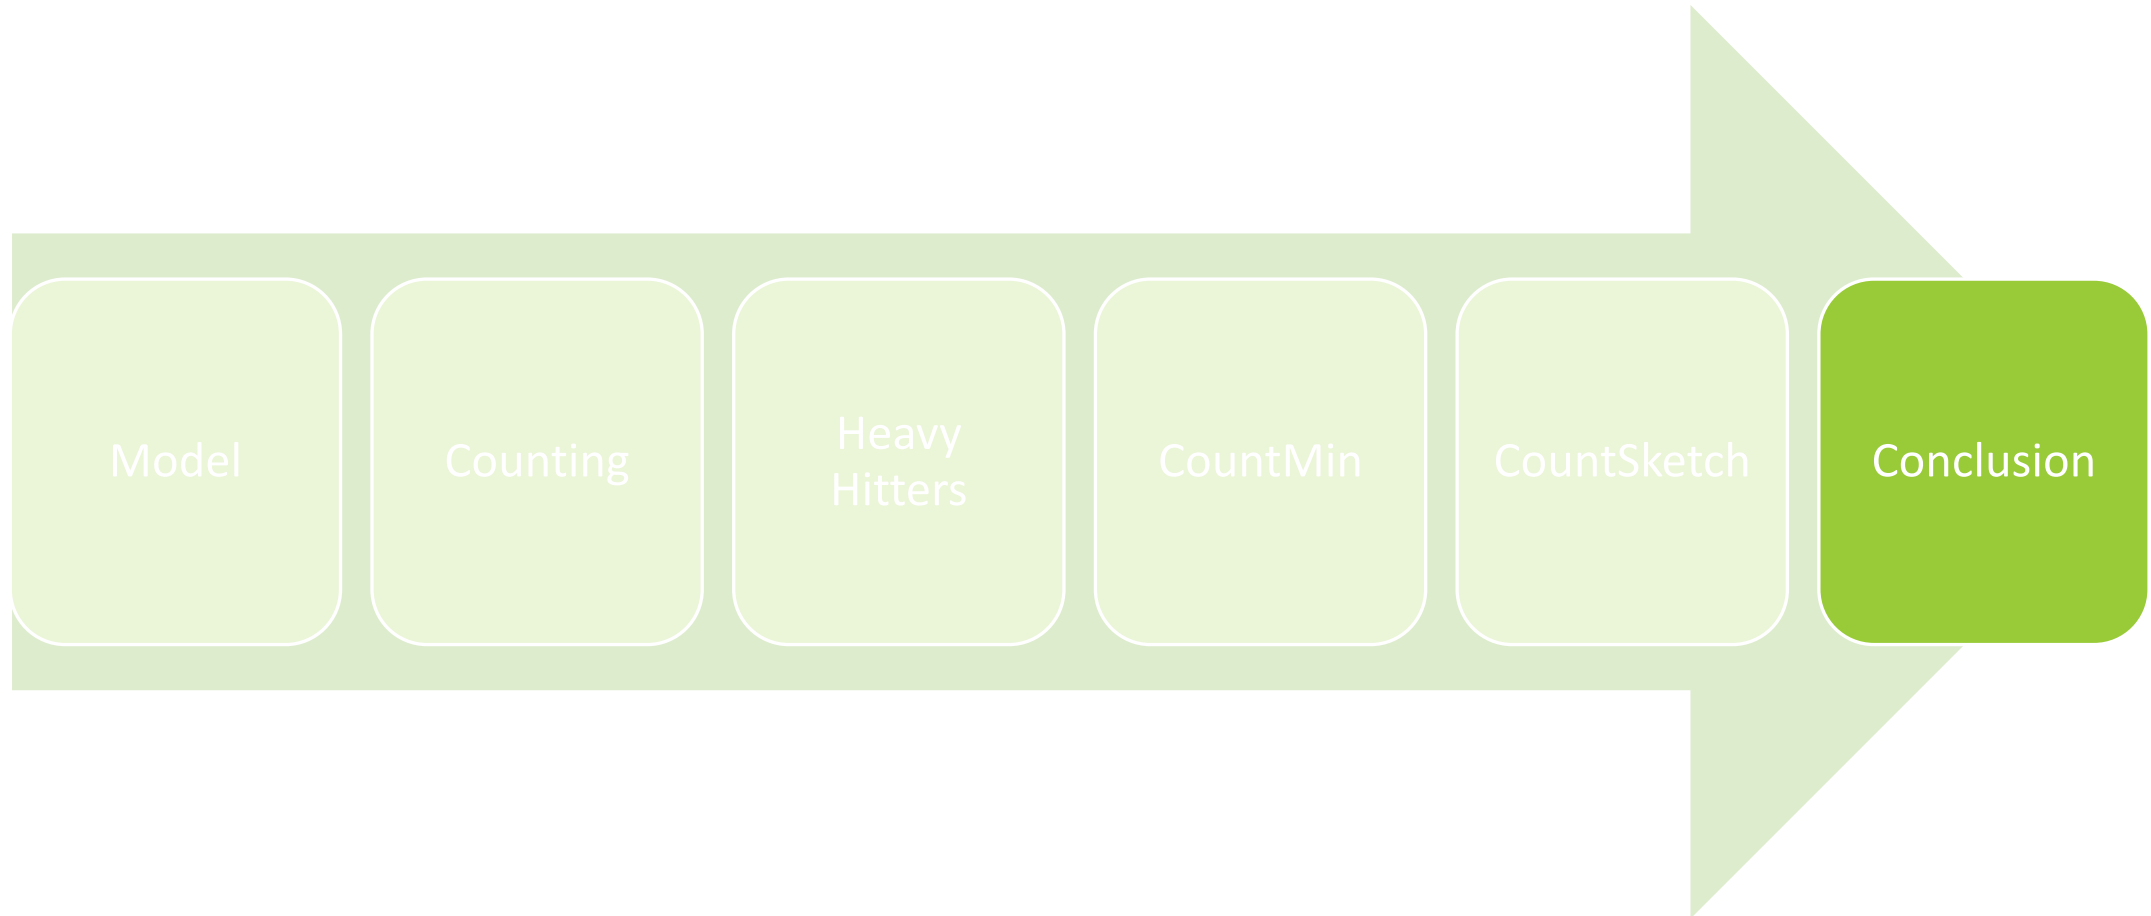 Model
Counting
Heavy
Hitters
CountMin
CountSketch
Conclusion